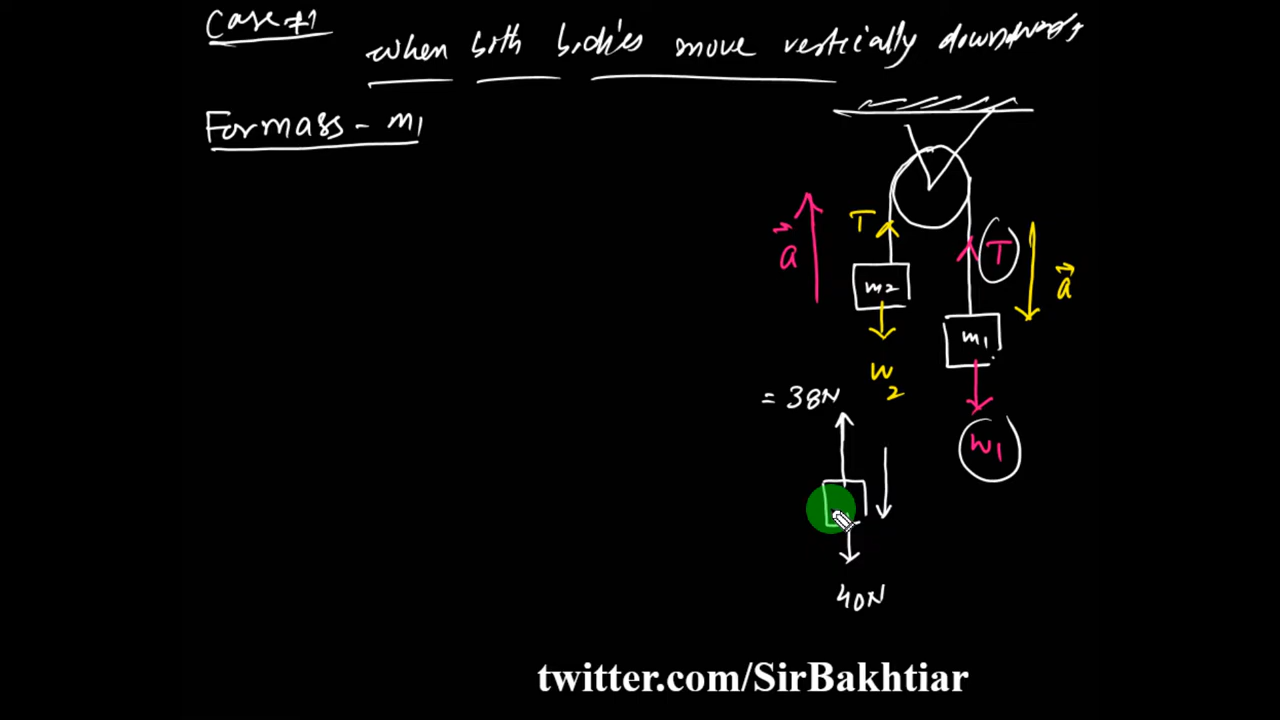 Case #1
When both bodies move vertically downwards
For mass - m1
T
T
a
a
m2
m1
W2
= 38N
W1
40N
twitter.com/SirBakhtiar